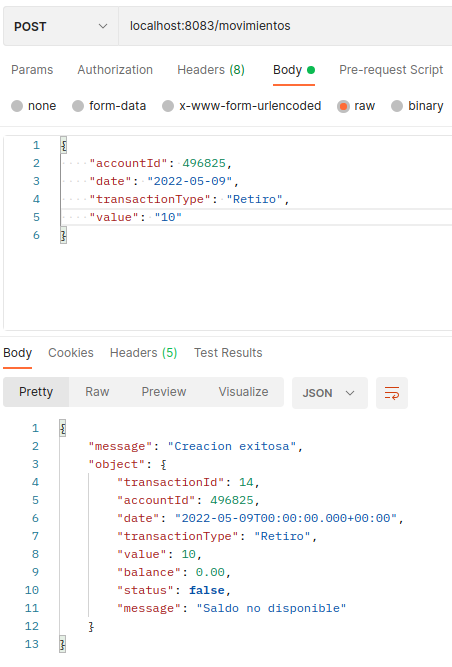 POST localhost:8083/movimientos
Params Authorization Headers (8) Body Pre-request Script
none form-data x-www-form-urlencoded raw binary
1 {
2 "accountId": 496825,
3 "date": "2022-05-09",
4 "transactionType": "Retiro",
5 "value": "10"
6 }
Body Cookies Headers (5) Test Results
Pretty Raw Preview Visualize JSON
1 {
2 "message": "Creacion exitosa",
3 "object": {
4 "transactionId": 14,
5 "accountId": 496825,
6 "date": "2022-05-09T00:00:00.000+00:00",
7 "transactionType": "Retiro",
8 "value": 10,
9 "balance": 0.00,
10 "status": false,
11 "message": "Saldo no disponible"
12 }
13 }